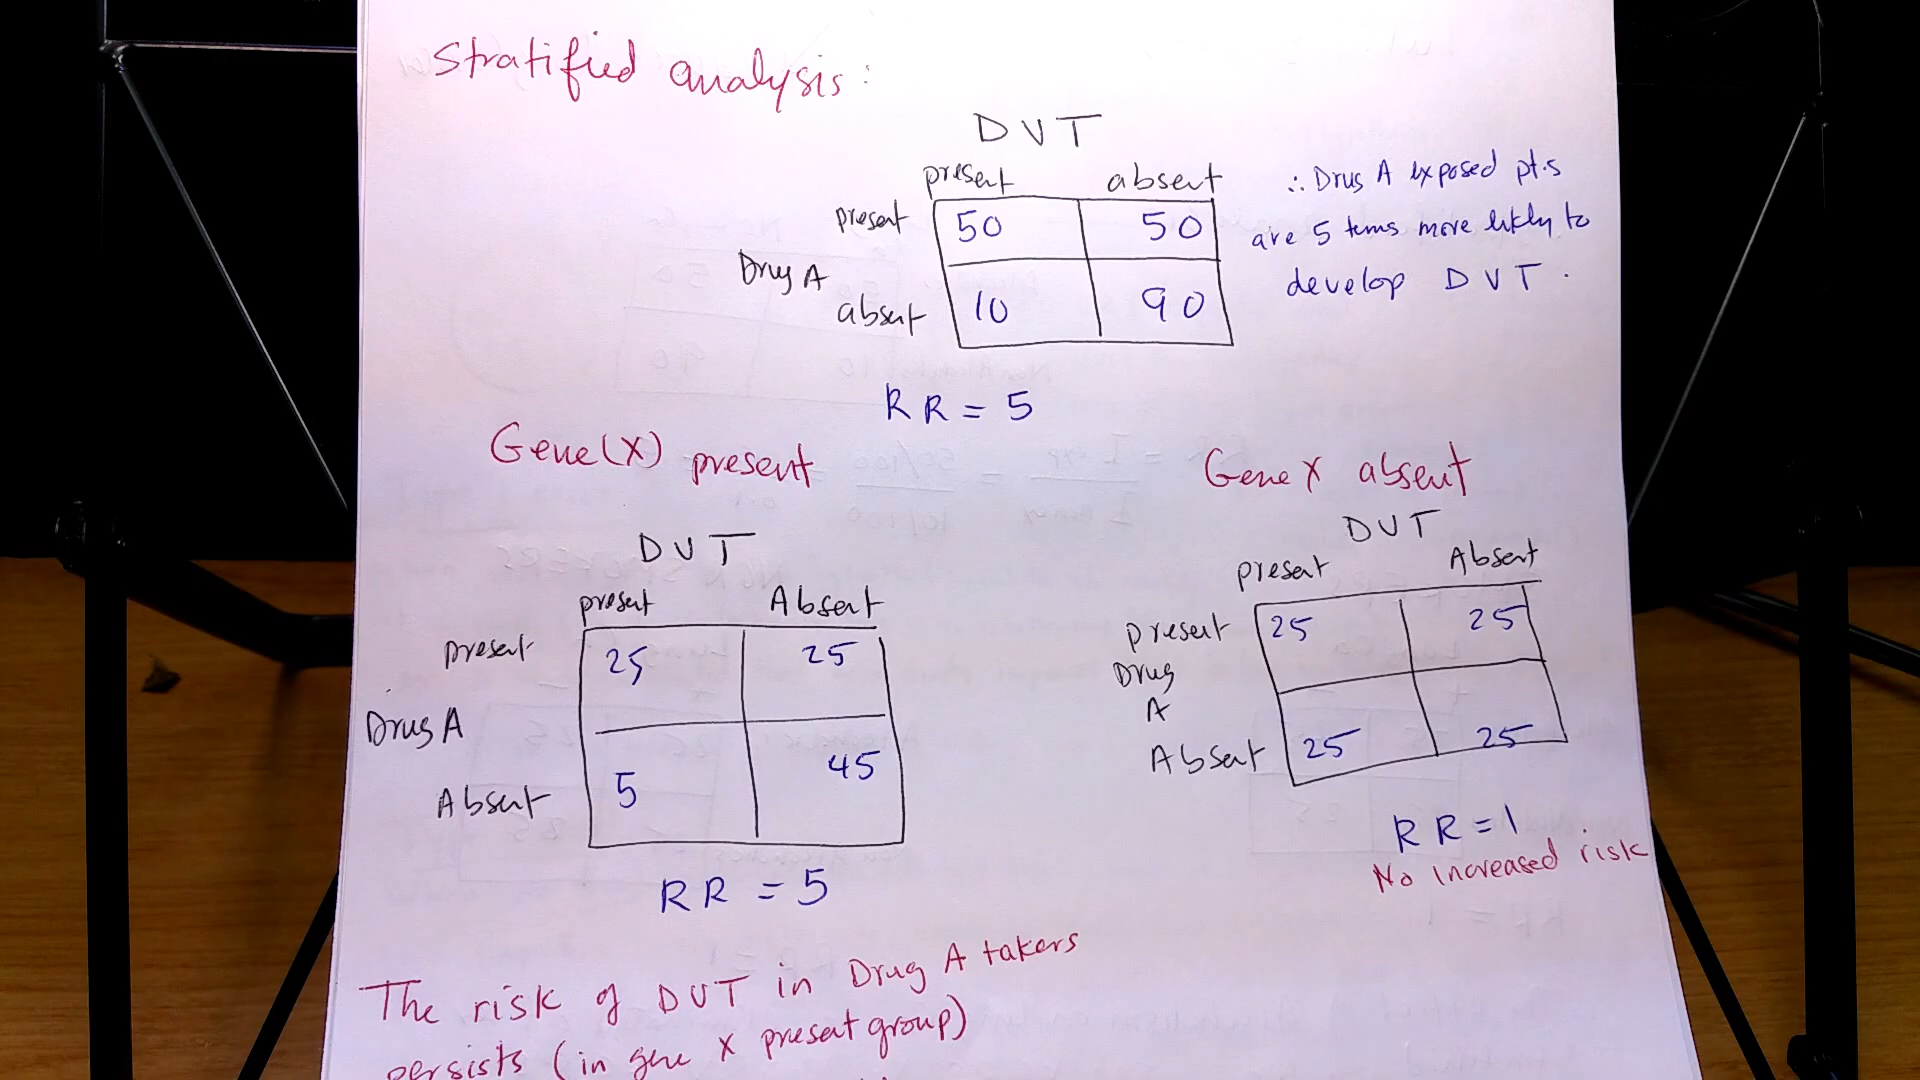 Stratified analysis:
DVT
present absent
present 50 50
Drug A
absent 10 90
∴ Drug A exposed pt.s
are 5 tems more likely to
develop DVT.
RR = 5
Gene(X) present
DVT
present Absent
present 25 25
Drug A
Absent 5 45
RR = 5
Gene X absent
DVT
present Absent
present 25 25
Drug
A
Absent 25 25
RR = 1
No increased risk
The risk of DVT in Drug A takers
persists (in gene X present group)